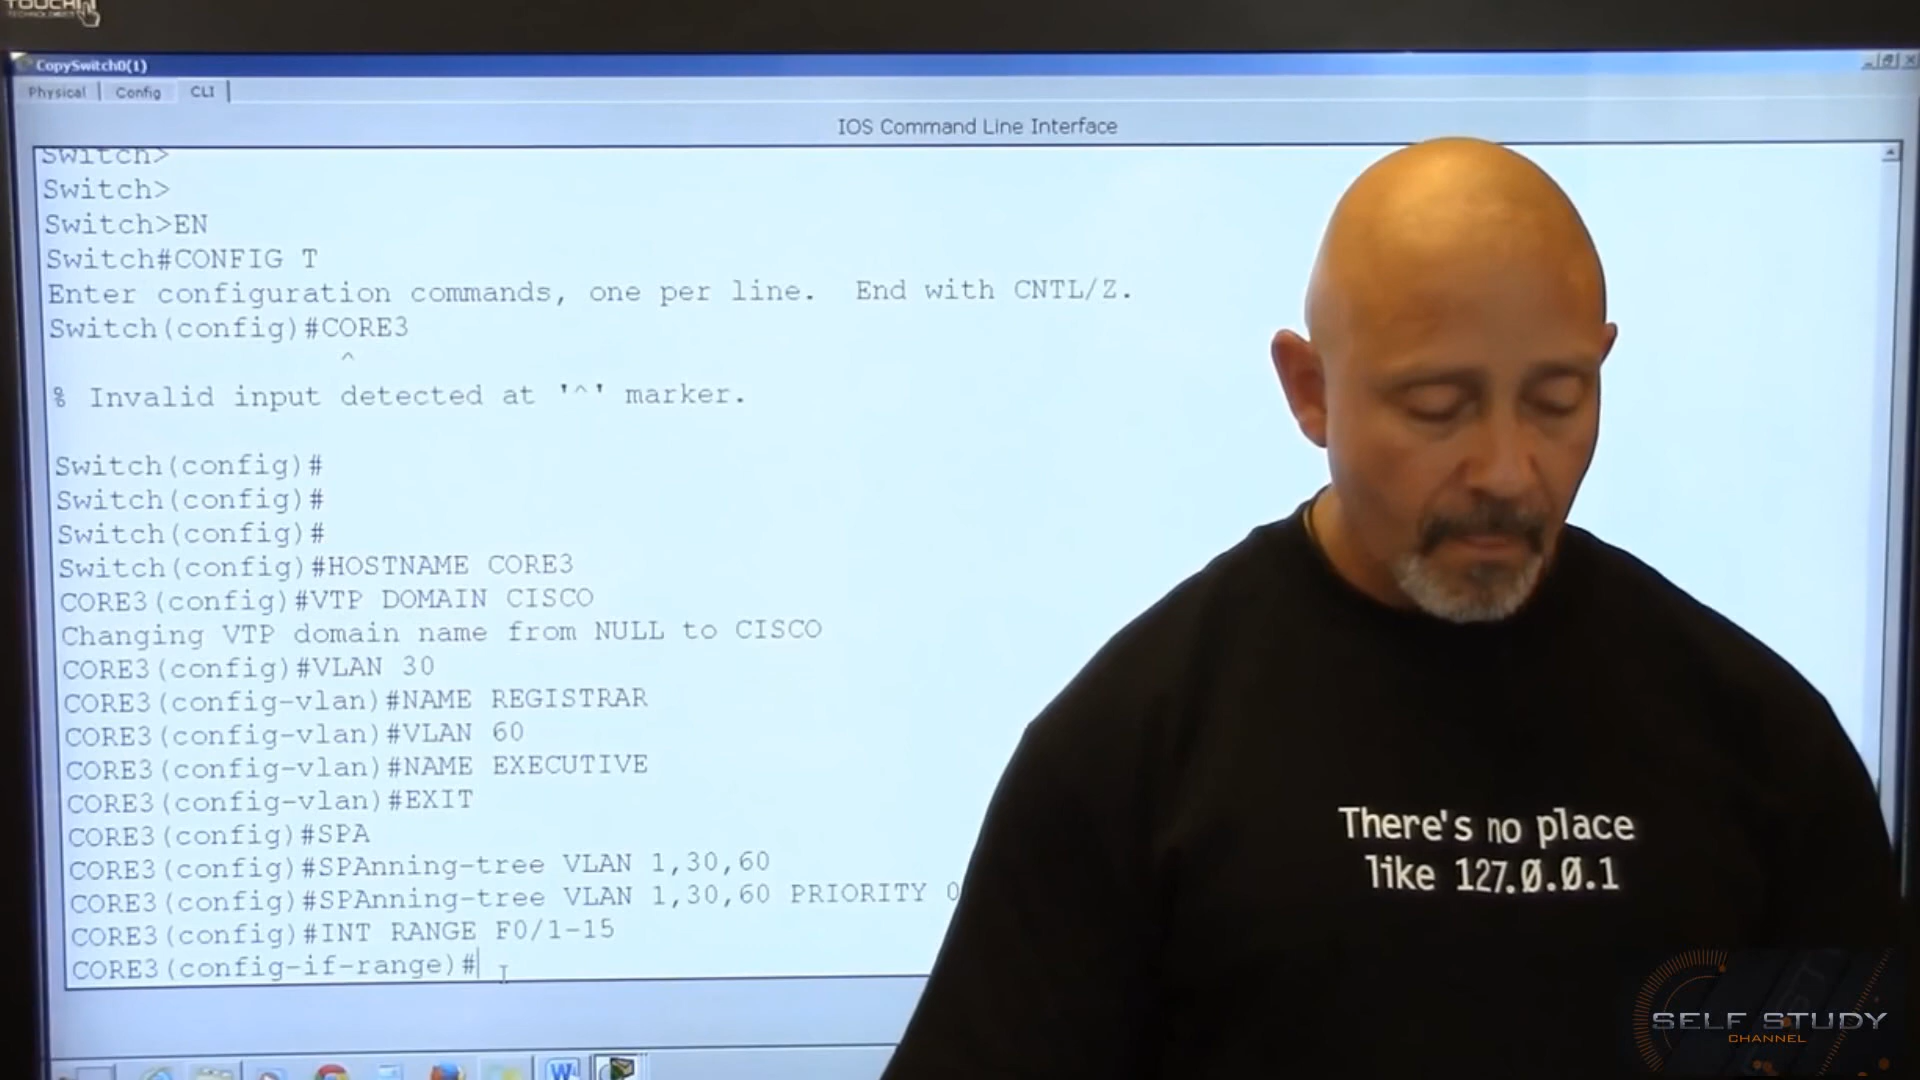 TOUCH
CopySwitch0(1)
Physical Config CLI
IOS Command Line Interface
Switch>
Switch>
Switch>EN
Switch#CONFIG T
Enter configuration commands, one per line.  End with CNTL/Z.
Switch(config)#CORE3
^
% Invalid input detected at '^' marker.
Switch(config)#
Switch(config)#
Switch(config)#
Switch(config)#HOSTNAME CORE3
CORE3(config)#VTP DOMAIN CISCO
Changing VTP domain name from NULL to CISCO
CORE3(config)#VLAN 30
CORE3(config-vlan)#NAME REGISTRAR
CORE3(config-vlan)#VLAN 60
CORE3(config-vlan)#NAME EXECUTIVE
CORE3(config-vlan)#EXIT
CORE3(config)#SPA
CORE3(config)#SPAnning-tree VLAN 1,30,60
CORE3(config)#SPAnning-tree VLAN 1,30,60 PRIORITY 0
CORE3(config)#INT RANGE F0/1-15
CORE3(config-if-range)#
There's no place
like 127.0.0.1
SELF STUDY
CHANNEL